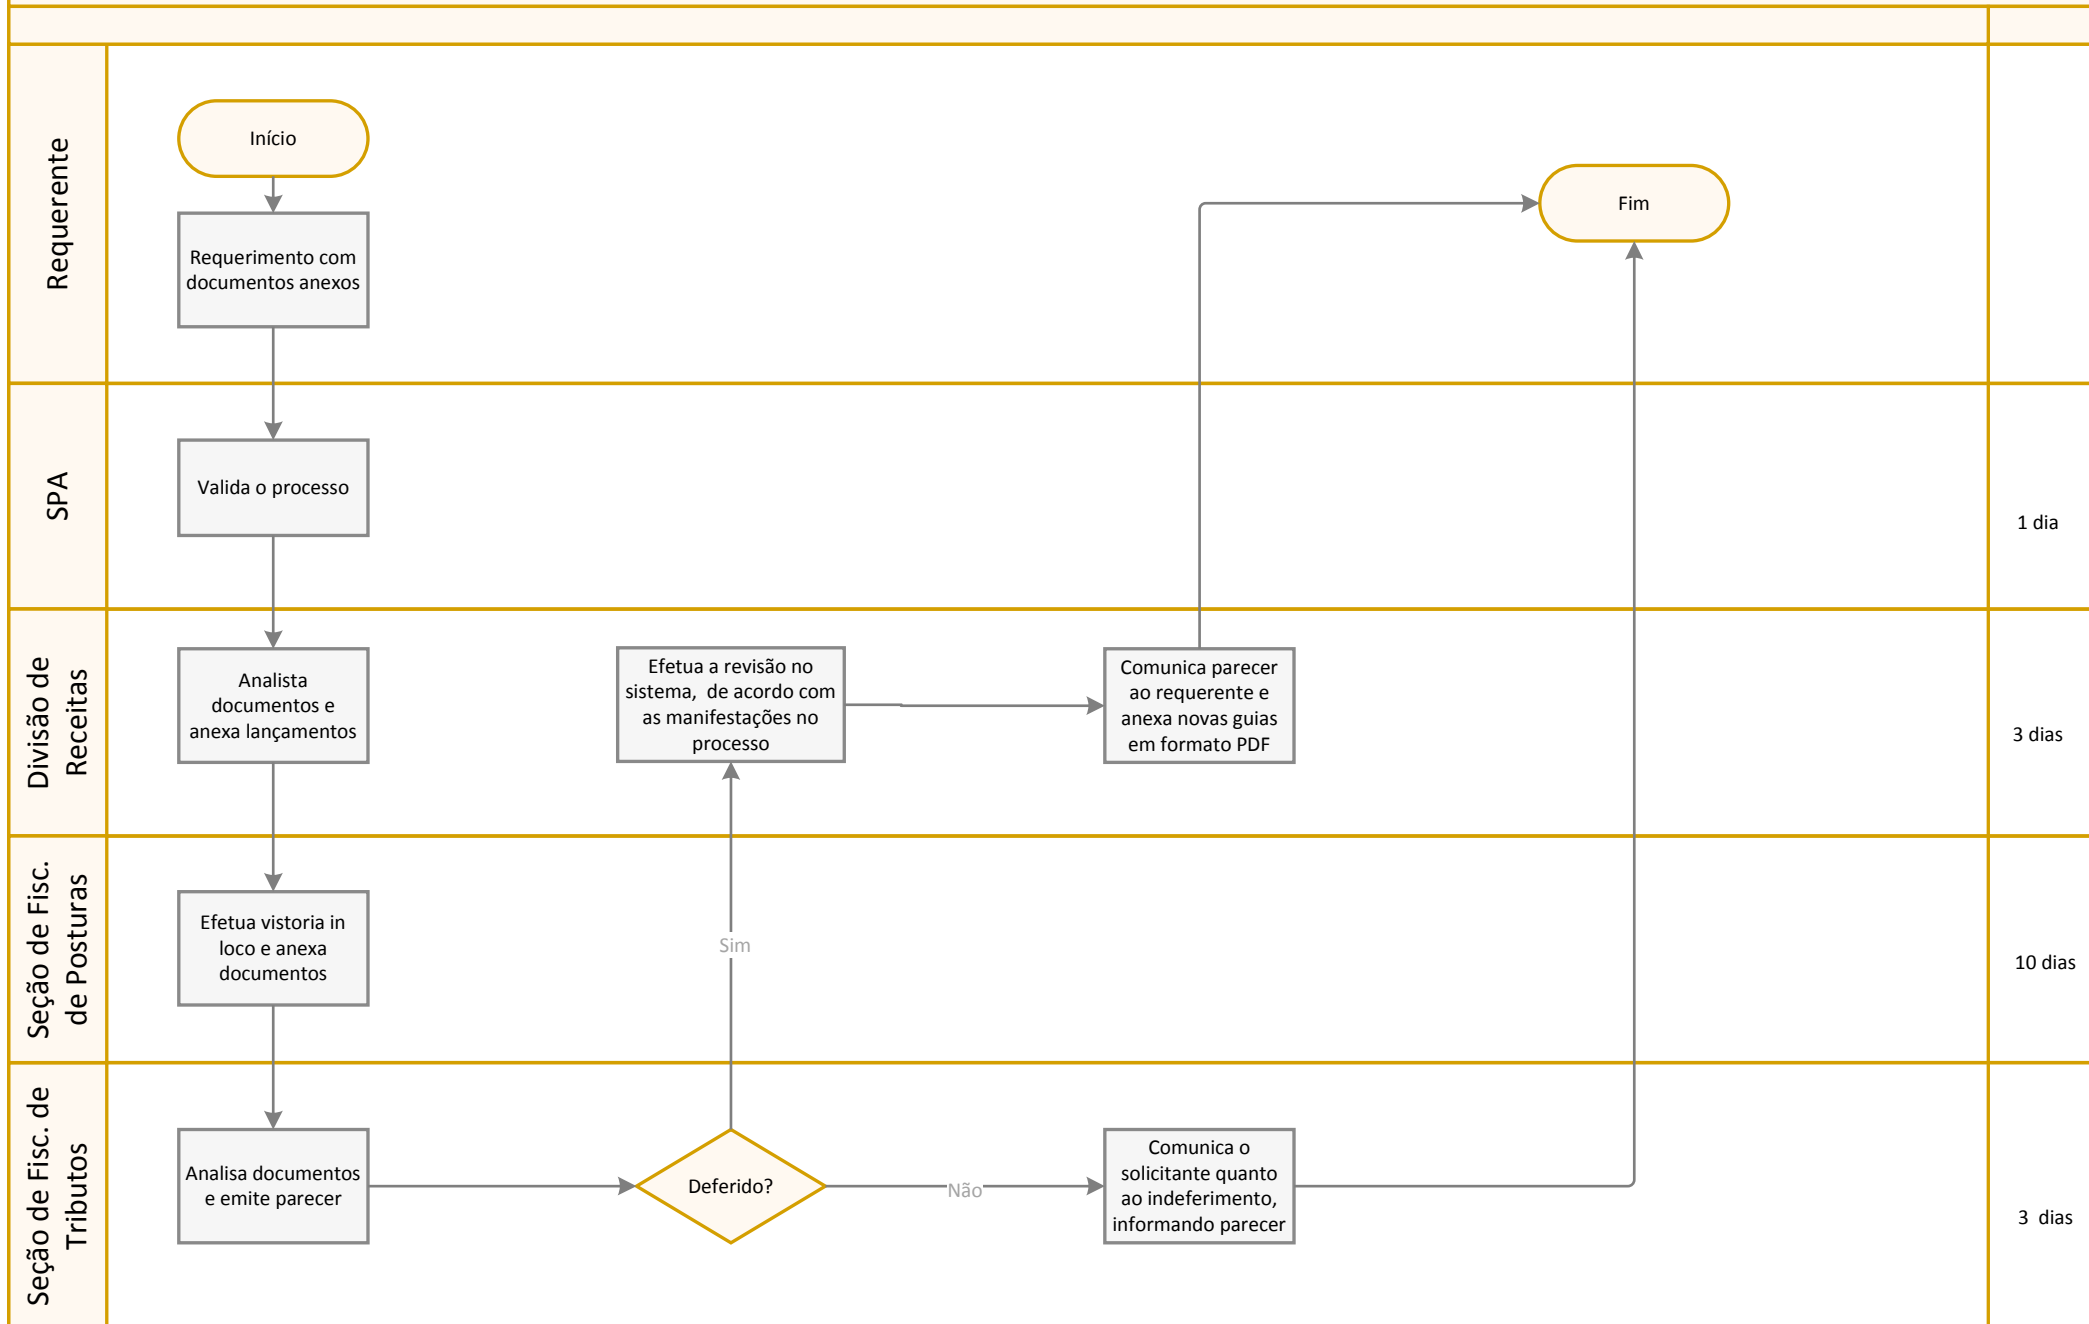 Requerente
Início
Requerimento com
documentos anexos
Fim
SPA
Valida o processo
1 dia
Divisão de
Receitas
Analista
documentos e
anexa lançamentos
Efetua a revisão no
sistema,  de acordo com
as manifestações no
processo
Comunica parecer
ao requerente e
anexa novas guias
em formato PDF
3 dias
Seção de Fisc.
de Posturas
Efetua vistoria in
loco e anexa
documentos
Sim
10 dias
Seção de Fisc. de
Tributos
Analisa documentos
e emite parecer
Deferido?
Não
Comunica o
solicitante quanto
ao indeferimento,
informando parecer
3  dias